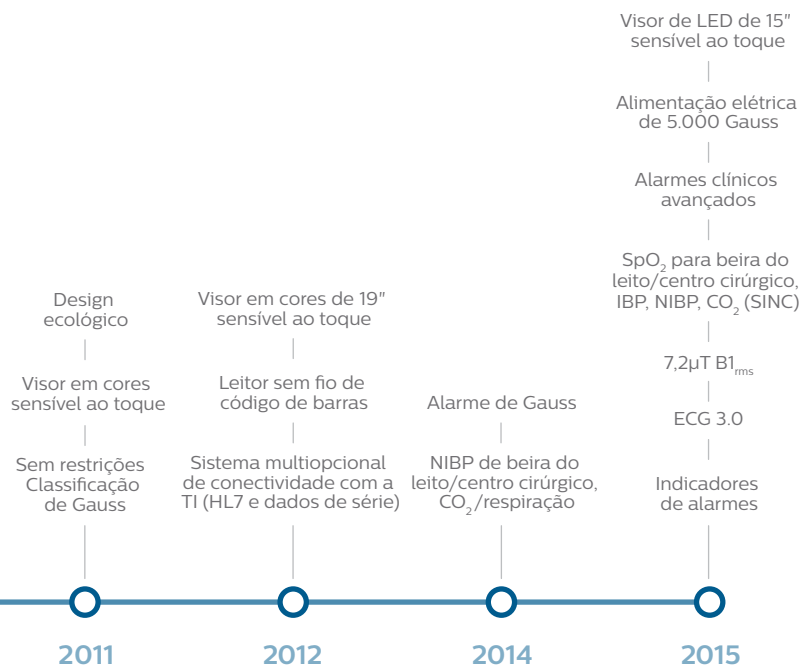 Design
ecológico
Visor em cores
sensível ao toque
Sem restrições
Classificação
de Gauss
2011
Visor em cores de 19"
sensível ao toque
Leitor sem fio de
código de barras
Sistema multiopcional
de conectividade com a
TI (HL7 e dados de série)
2012
Alarme de Gauss
NIBP de beira do
leito/centro cirúrgico,
CO₂/respiração
2014
Visor de LED de 15"
sensível ao toque
Alimentação elétrica
de 5.000 Gauss
Alarmes clínicos
avançados
SpO₂ para beira do
leito/centro cirúrgico,
IBP, NIBP, CO₂ (SINC)
7,2µT B1rms
ECG 3.0
Indicadores
de alarmes
2015